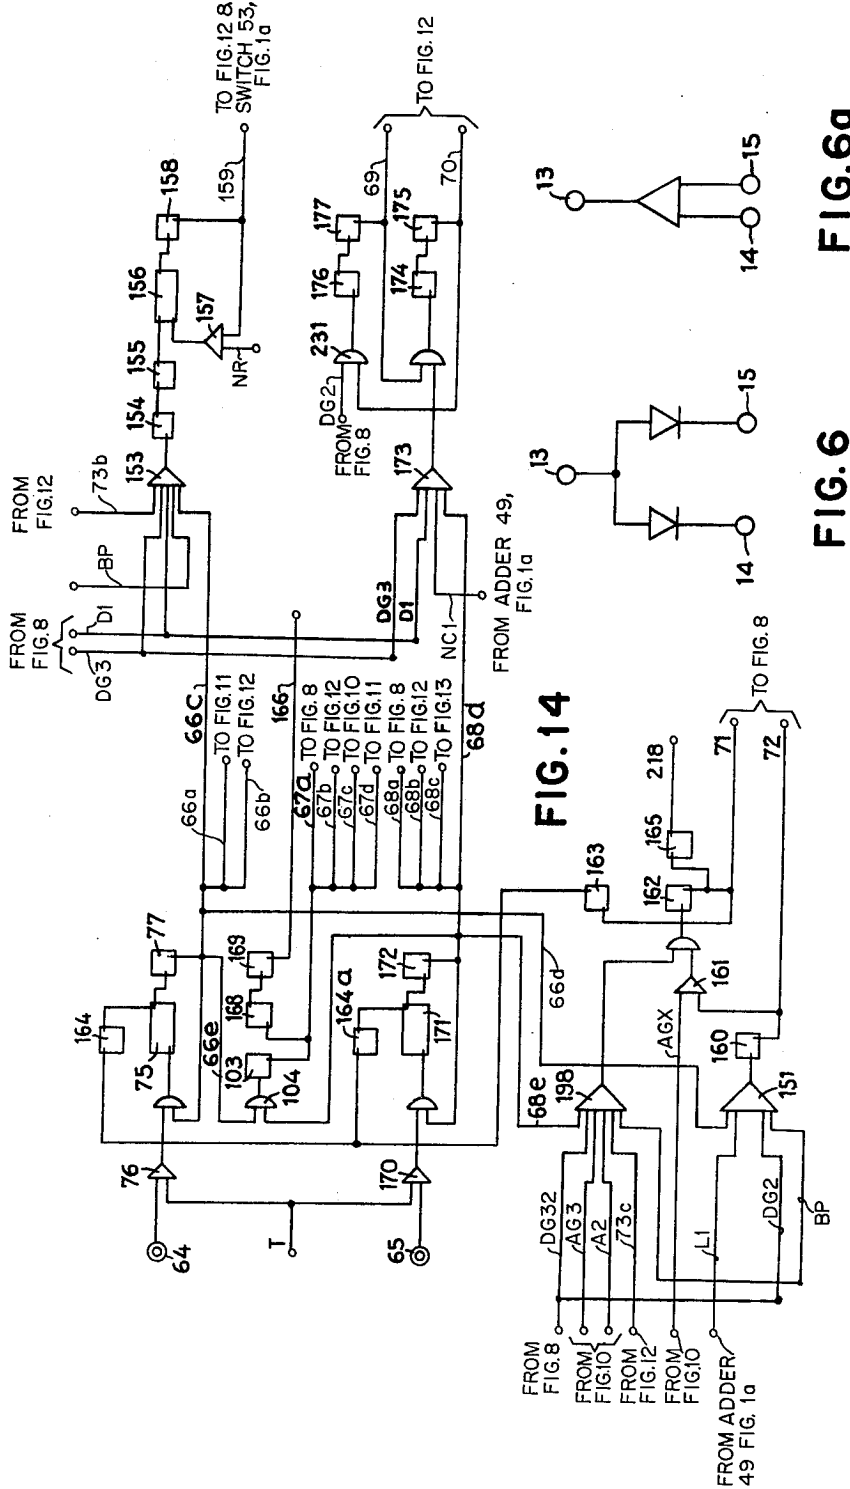 TO FIG. 12 &
SWITCH 53,
FIG. 1a
158
159
156
157
NR
155
154
153
FROM
FIG. 12
73b
BP
FROM
FIG. 8
D1
DG3
66C
66a
TO FIG. 11
66b
TO FIG. 12
166
67a
TO FIG. 8
67b
TO FIG. 12
67c
TO FIG. 10
67d
TO FIG. 11
68a
TO FIG. 8
68b
TO FIG. 12
68c
TO FIG. 13
68d
TO FIG. 12
69
70
177
175
176
174
231
DG2
FROM
FIG. 8
173
DG3
D1
NC1
FROM ADDER 49,
FIG. 1a
164
77
75
66e
169
168
103
104
164a
172
171
76
64
T
170
65
68e
66d
FIG. 14
163
165
218
162
71
72
TO FIG. 8
161
AGX
160
151
198
DG32
AG3
A2
73c
L1
DG2
BP
FROM
FIG. 8
FROM
FIG. 10
FROM
FIG. 12
FROM
FIG. 10
FROM ADDER
49 FIG. 1a
13
14
15
FIG. 6
13
14
15
FIG. 6a